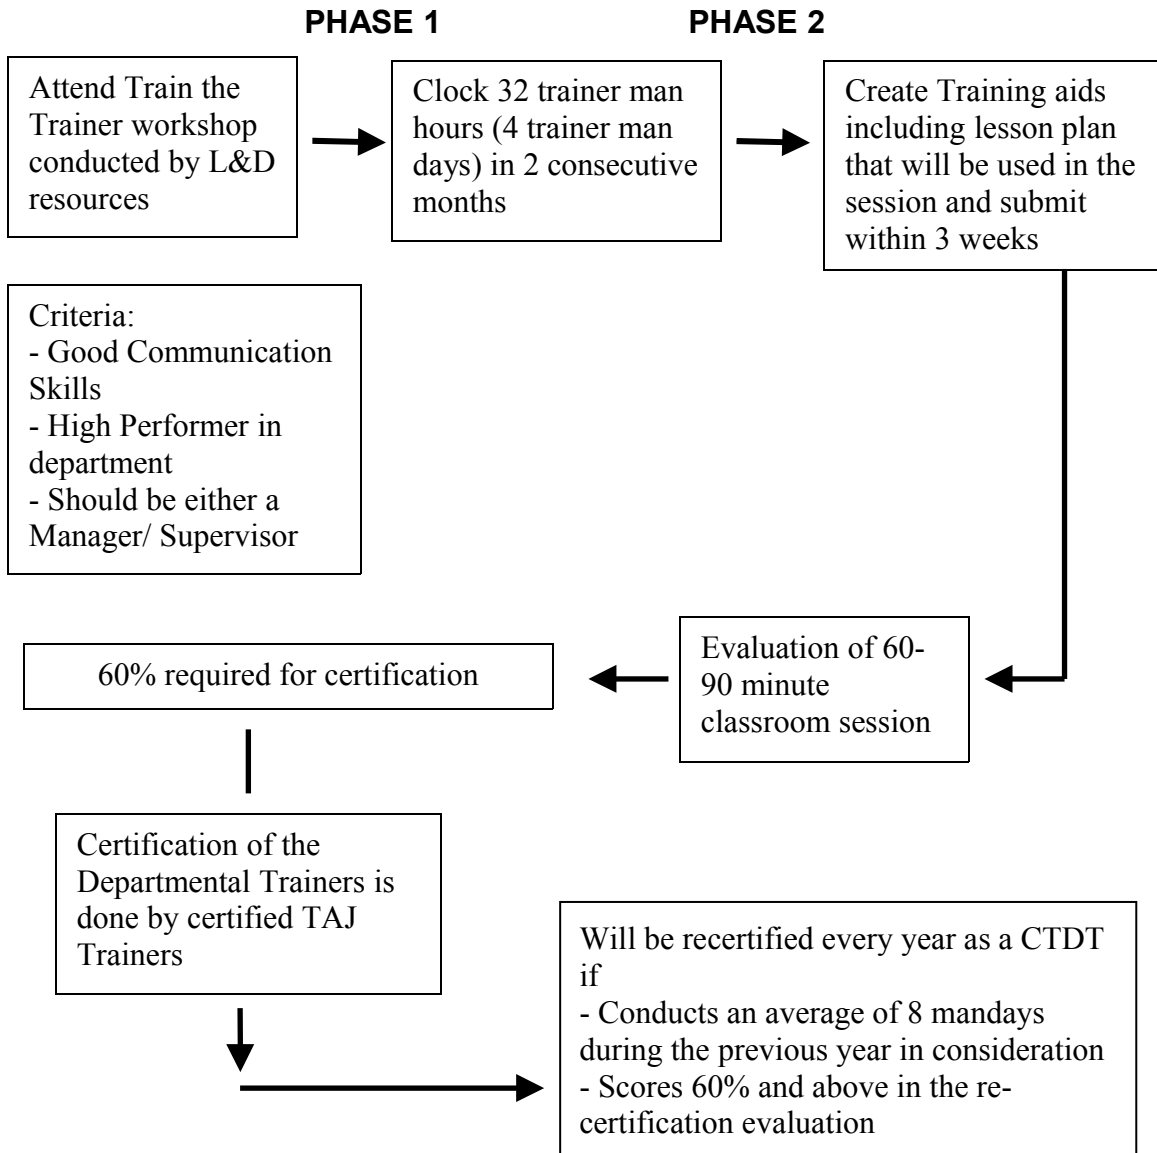 PHASE 1
PHASE 2
Attend Train the
Trainer workshop
conducted by L&D
resources
Clock 32 trainer man
hours (4 trainer man
days) in 2 consecutive
months
Create Training aids
including lesson plan
that will be used in the
session and submit
within 3 weeks
Criteria:
- Good Communication
Skills
- High Performer in
department
- Should be either a
Manager/ Supervisor
Evaluation of 60-
90 minute
classroom session
60% required for certification
Certification of the
Departmental Trainers is
done by certified TAJ
Trainers
Will be recertified every year as a CTDT
if
- Conducts an average of 8 mandays
during the previous year in consideration
- Scores 60% and above in the re-
certification evaluation